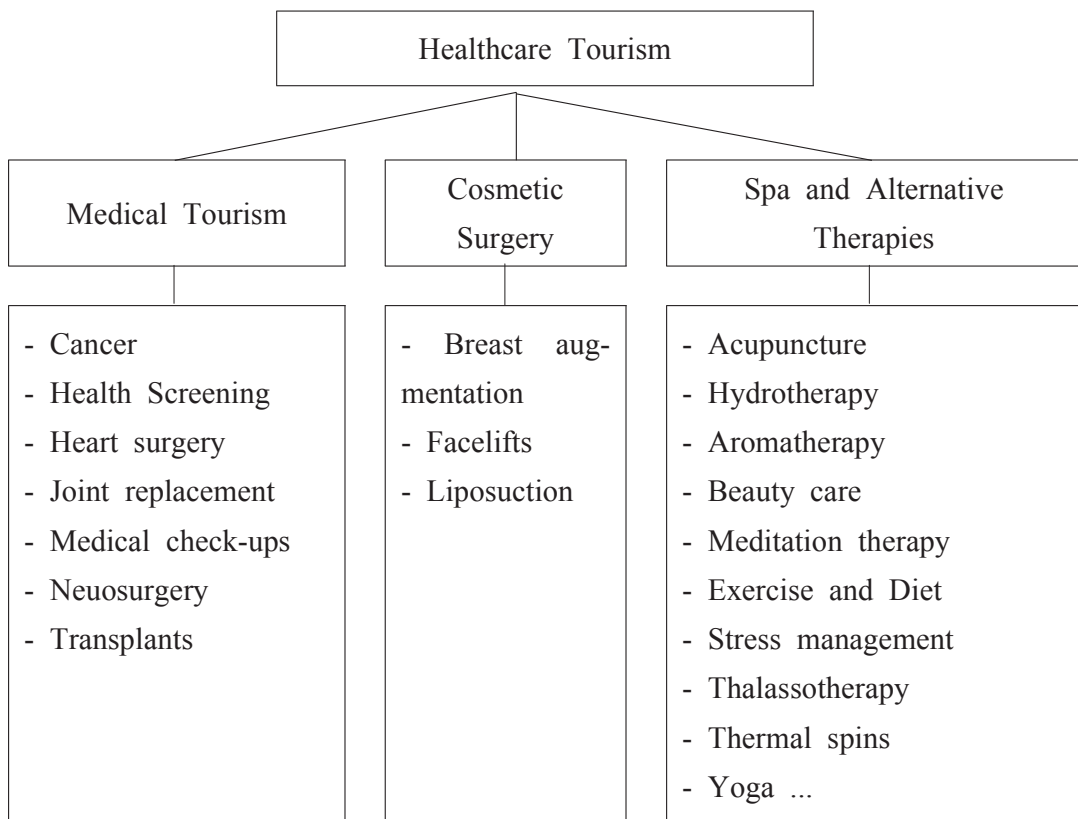 Healthcare Tourism
Medical Tourism
Cosmetic
Surgery
Spa and Alternative
Therapies
- Cancer
- Health Screening
- Heart surgery
- Joint replacement
- Medical check-ups
- Neuosurgery
- Transplants
- Breast aug-
mentation
- Facelifts
- Liposuction
- Acupuncture
- Hydrotherapy
- Aromatherapy
- Beauty care
- Meditation therapy
- Exercise and Diet
- Stress management
- Thalassotherapy
- Thermal spins
- Yoga ...